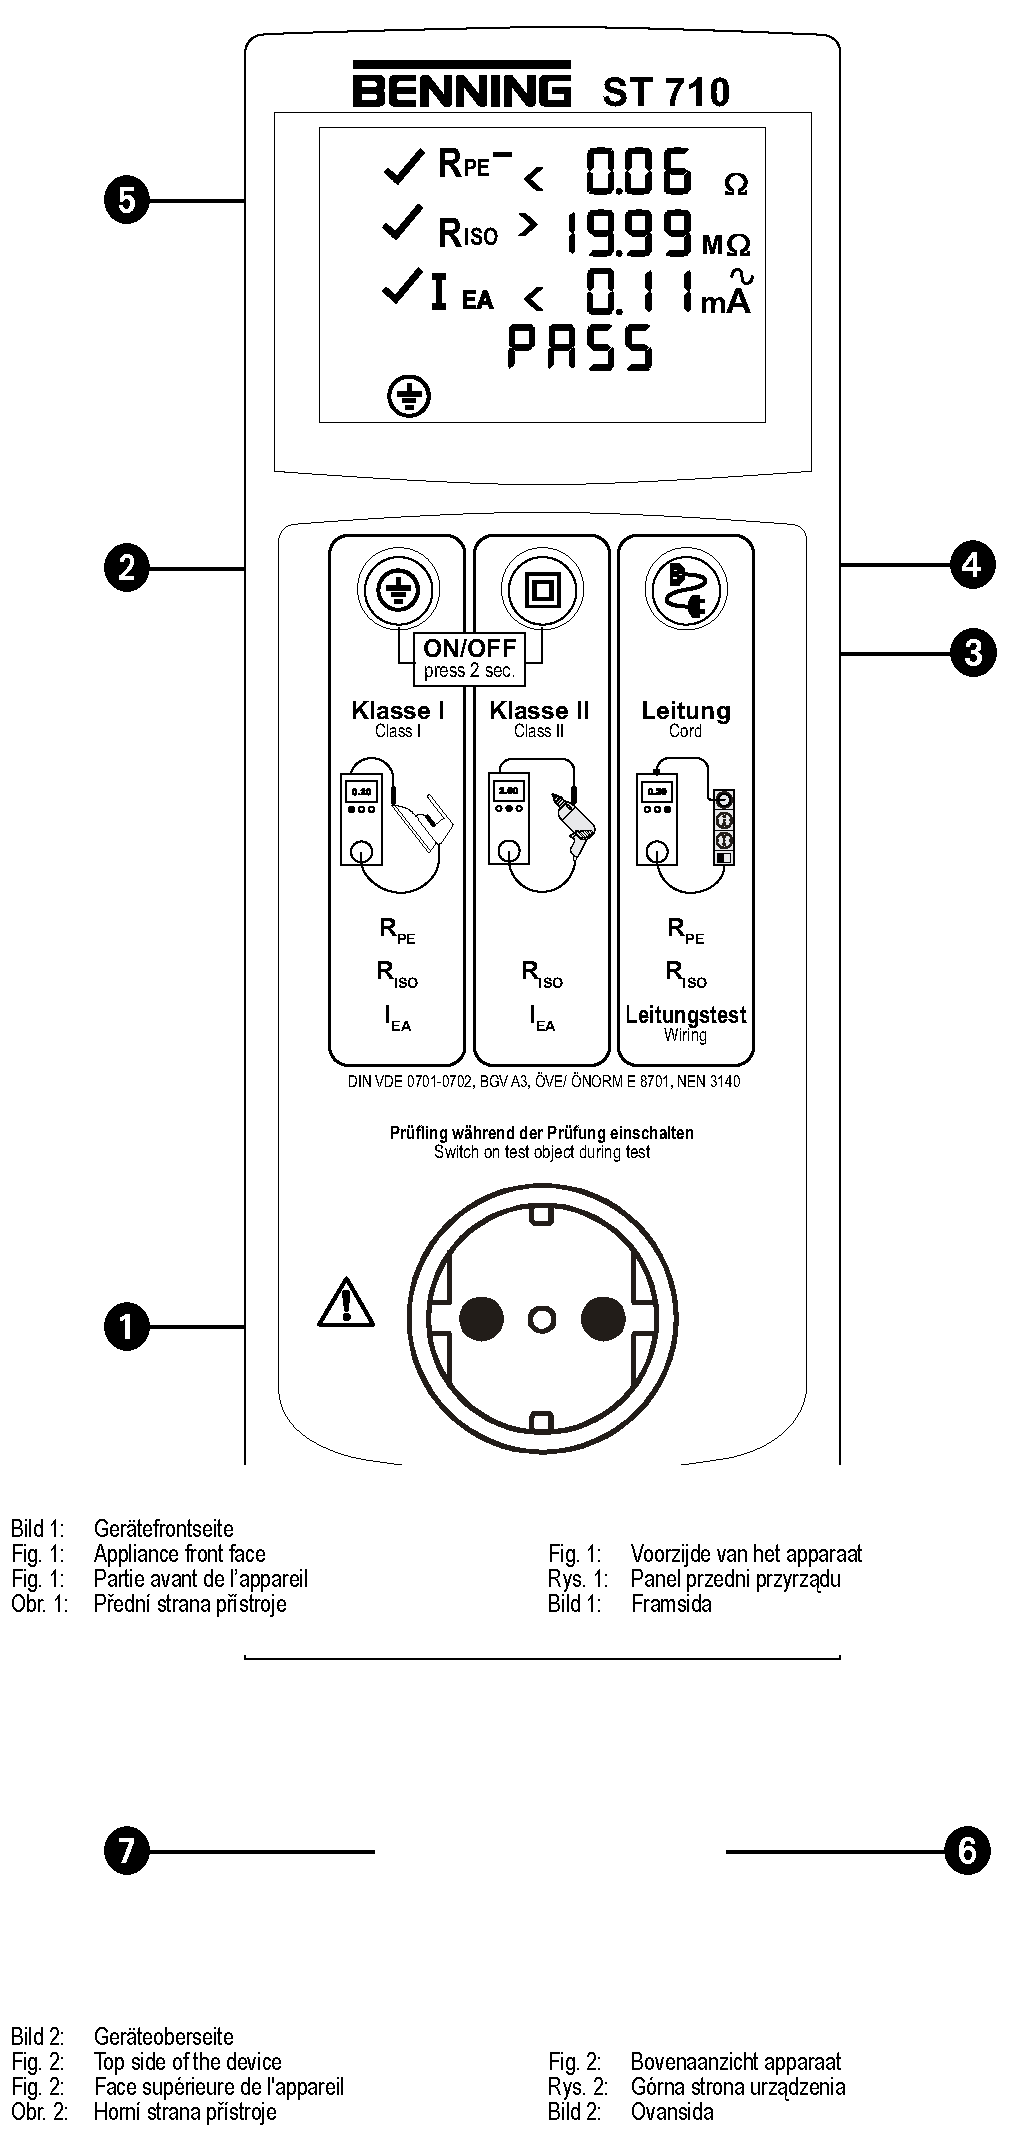 BENNING ST 710
✓ RPE – < 0.06 Ω
5
✓ RISO > 19.99 MΩ
✓ I EA < 0.11 mA
PASS
2
4
ON/OFF
press 2 sec.
3
Klasse I Klasse II Leitung
Class I Class II Cord
0.20 2.00 0.39
RPE RPE
RISO RISO RISO
IEA IEA Leitungstest
Wiring
DIN VDE 0701-0702, BGV A3, ÖVE/ ÖNORM E 8701, NEN 3140
Prüfling während der Prüfung einschalten
Switch on test object during test
1
Bild 1: Gerätefrontseite
Fig. 1: Appliance front face
Fig. 1: Partie avant de l'appareil
Obr. 1: Přední strana přístroje
Fig. 1: Voorzijde van het apparaat
Rys. 1: Panel przedni przyrządu
Bild 1: Framsida
7
6
Bild 2: Geräteoberseite
Fig. 2: Top side of the device
Fig. 2: Face supérieure de l'appareil
Obr. 2: Horní strana přístroje
Fig. 2: Bovenaanzicht apparaat
Rys. 2: Górna strona urządzenia
Bild 2: Ovansida